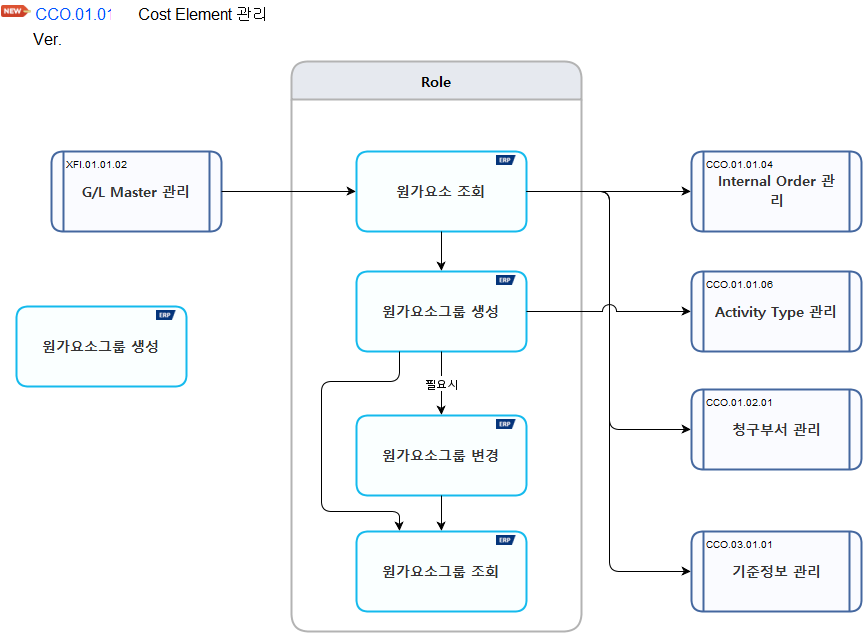 NEW
CCO.01.01
Cost Element 관리
Ver.
Role
XFI.01.01.02
G/L Master 관리
ERP
원가요소 조회
CCO.01.01.04
Internal Order 관
리
ERP
원가요소그룹 생성
CCO.01.01.06
Activity Type 관리
ERP
원가요소그룹 생성
필요시
CCO.01.02.01
청구부서 관리
ERP
원가요소그룹 변경
ERP
원가요소그룹 조회
CCO.03.01.01
기준정보 관리